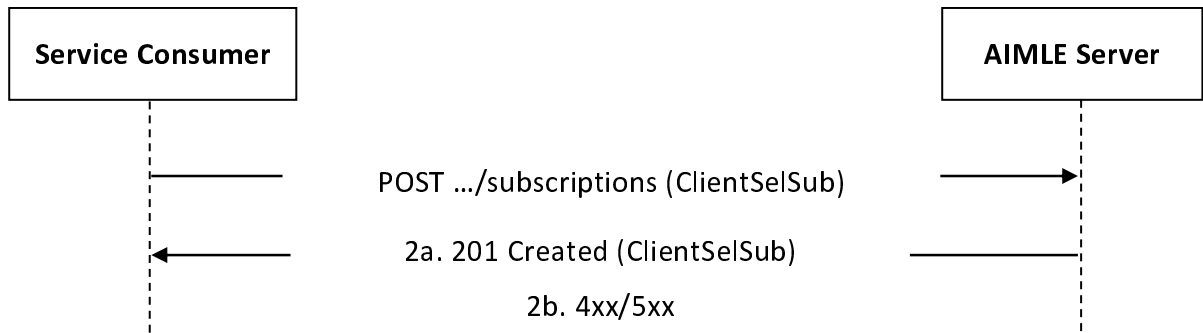 Service Consumer
AIMLE Server
POST …/subscriptions (ClientSelSub)
2a. 201 Created (ClientSelSub)
2b. 4xx/5xx